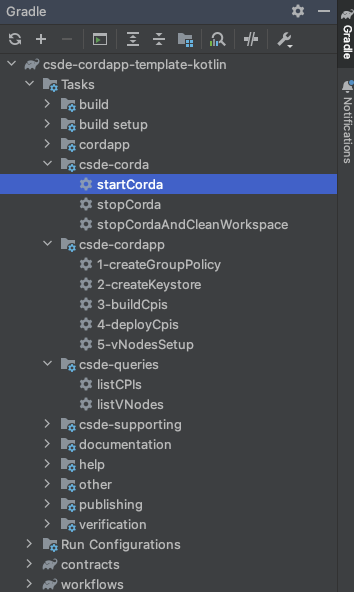 Gradle
csde-cordapp-template-kotlin
Tasks
build
build setup
cordapp
csde-corda
startCorda
stopCorda
stopCordaAndCleanWorkspace
csde-cordapp
1-createGroupPolicy
2-createKeystore
3-buildCpis
4-deployCpis
5-vNodesSetup
csde-queries
listCPIs
listVNodes
csde-supporting
documentation
help
other
publishing
verification
Run Configurations
contracts
workflows
Gradle
Notifications